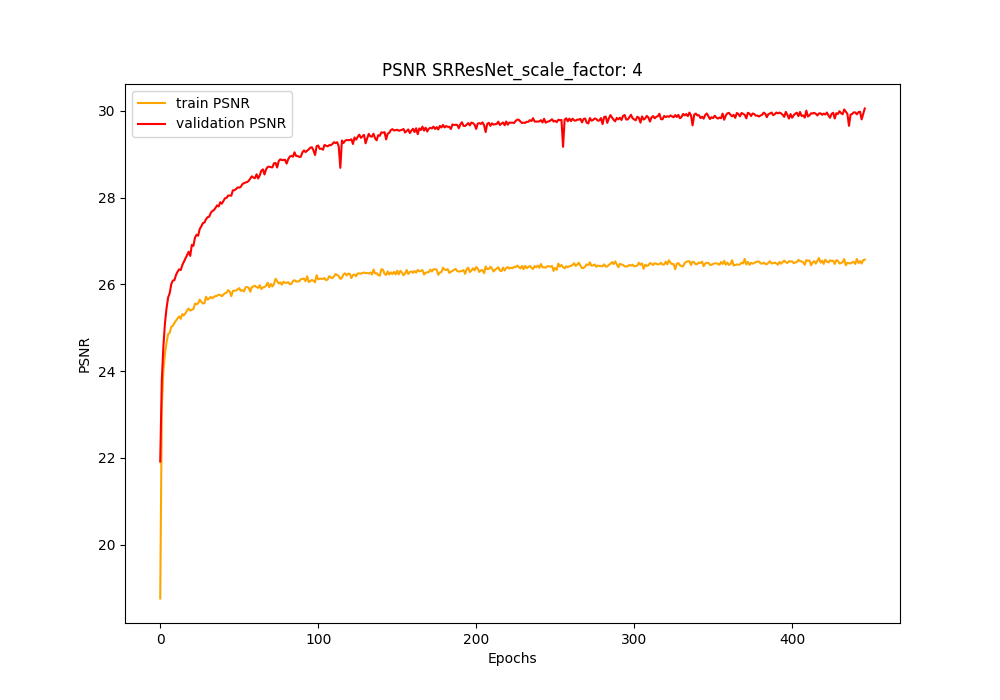 PSNR SRResNet_scale_factor: 4
train PSNR
validation PSNR
30
28
26
24
22
20
PSNR
0 100 200 300 400
Epochs